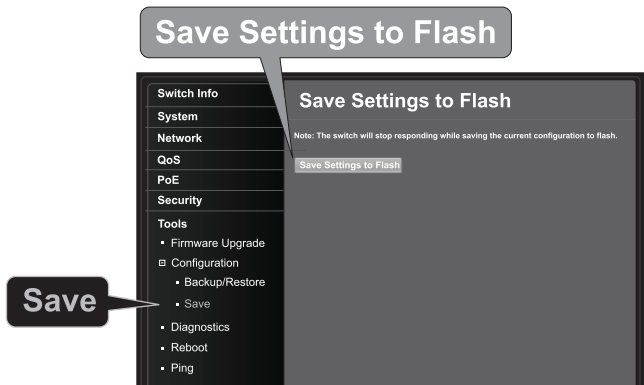 Save Settings to Flash
Switch Info
System
Network
QoS
PoE
Security
Tools
Firmware Upgrade
Configuration
Backup/Restore
Save
Diagnostics
Reboot
Ping
Save
Save Settings to Flash
Note: The switch will stop responding while saving the current configuration to flash.
Save Settings to Flash